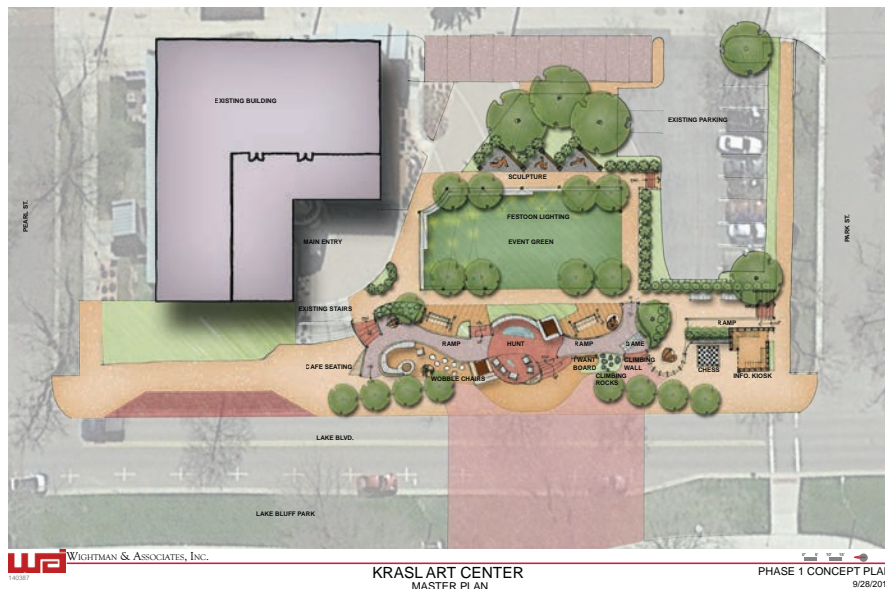 EXISTING BUILDING
EXISTING PARKING
SCULPTURE
PEARL ST.
FESTOON LIGHTING
PARK ST.
MAIN ENTRY
EVENT GREEN
EXISTING STAIRS
RAMP
RAMP
HUNT
RAMP
GAME
CAFE SEATING
I WANT
BOARD
CLIMBING
WALL
CHESS
INFO. KIOSK
WOBBLE CHAIRS
CLIMBING
ROCKS
LAKE BLVD.
LAKE BLUFF PARK
wa WIGHTMAN & ASSOCIATES, INC.
140387
KRASL ART CENTER
MASTER PLAN
PHASE 1 CONCEPT PLAN
9/28/201